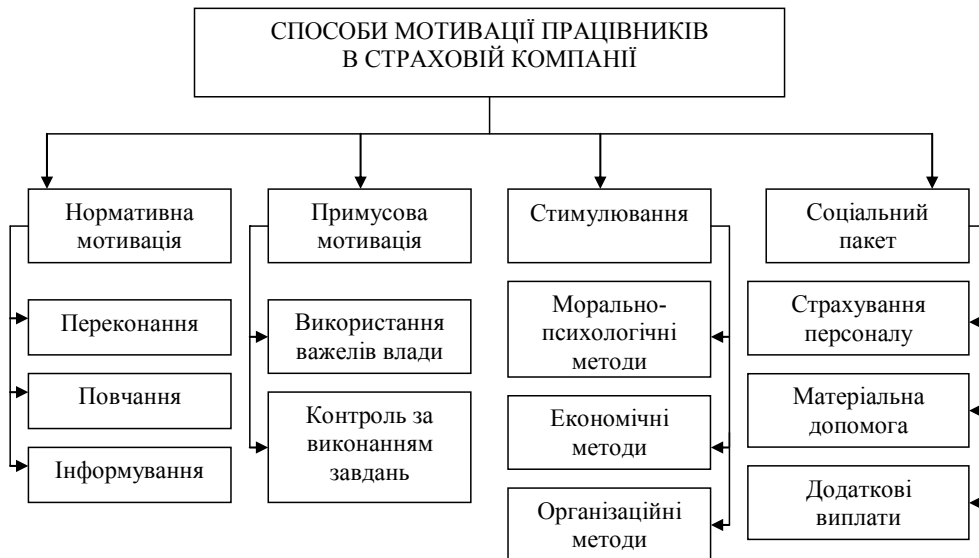 СПОСОБИ МОТИВАЦІЇ ПРАЦІВНИКІВ
В СТРАХОВІЙ КОМПАНІЇ
Нормативна
мотивація
Переконання
Повчання
Інформування
Примусова
мотивація
Використання
важелів влади
Контроль за
виконанням
завдань
Стимулювання
Морально-
психологічні
методи
Економічні
методи
Організаційні
методи
Соціальний
пакет
Страхування
персоналу
Матеріальна
допомога
Додаткові
виплати